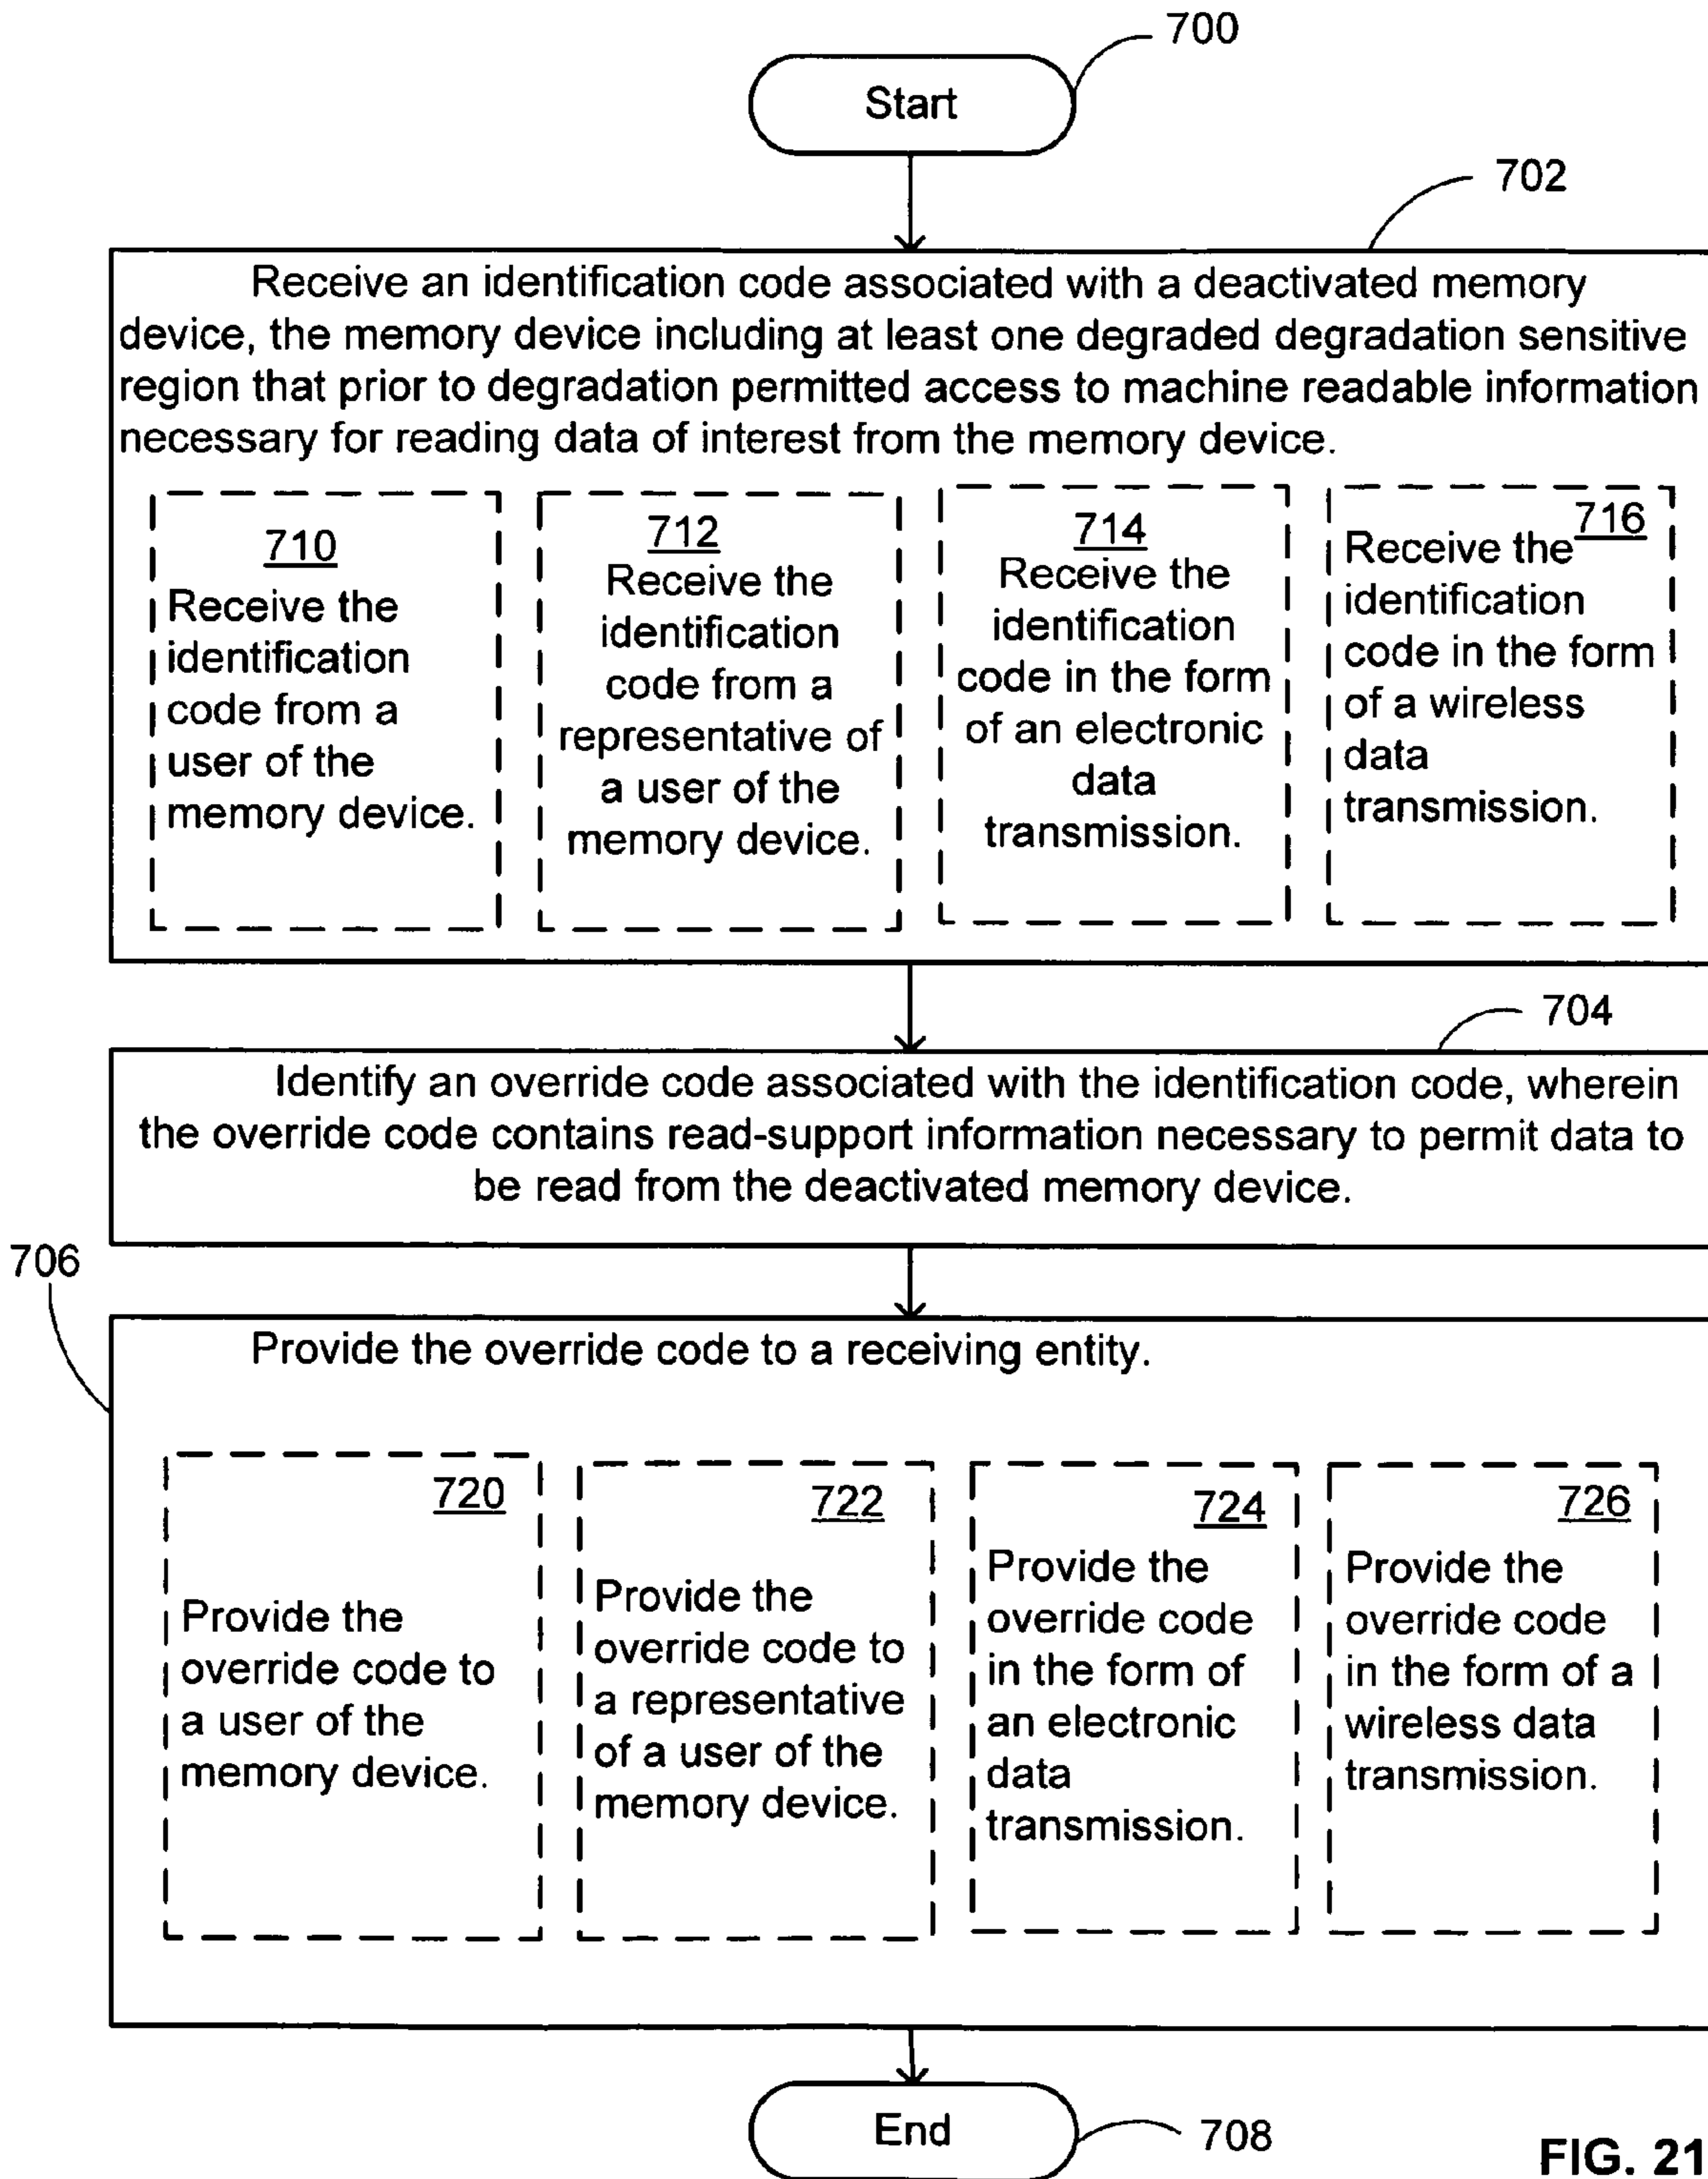 700
Start
702
Receive an identification code associated with a deactivated memory
device, the memory device including at least one degraded degradation sensitive
region that prior to degradation permitted access to machine readable information
necessary for reading data of interest from the memory device.
710
Receive the
identification
code from a
user of the
memory device.
712
Receive the
identification
code from a
representative of
a user of the
memory device.
714
Receive the
identification
code in the form
of an electronic
data
transmission.
716
Receive the
identification
code in the form
of a wireless
data
transmission.
704
Identify an override code associated with the identification code, wherein
the override code contains read-support information necessary to permit data to
be read from the deactivated memory device.
706
Provide the override code to a receiving entity.
720
Provide the
override code to
a user of the
memory device.
722
Provide the
override code to
a representative
of a user of the
memory device.
724
Provide the
override code
in the form of
an electronic
data
transmission.
726
Provide the
override code
in the form of a
wireless data
transmission.
End
708
FIG. 21